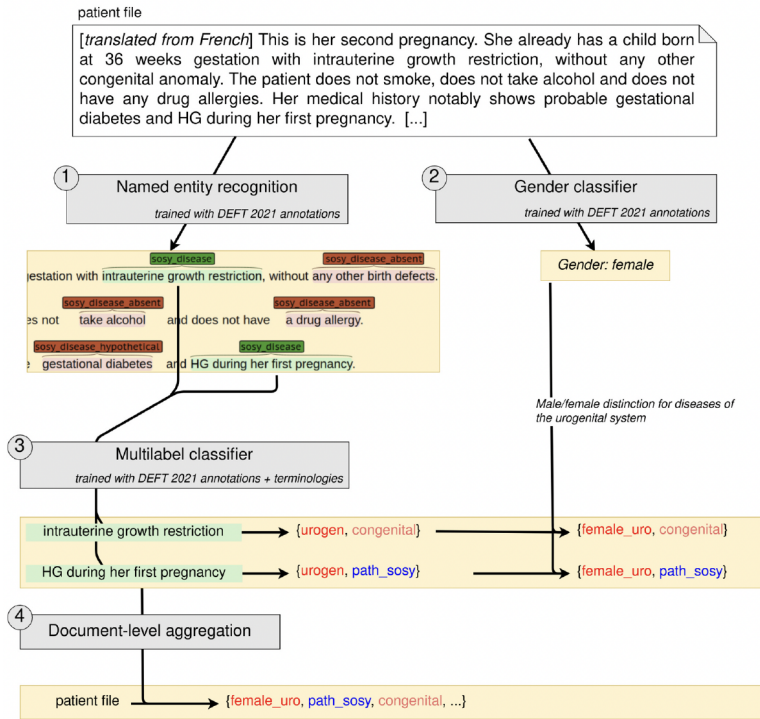 patient file
[translated from French] This is her second pregnancy. She already has a child born
at 36 weeks gestation with intrauterine growth restriction, without any other
congenital anomaly. The patient does not smoke, does not take alcohol and does not
have any drug allergies. Her medical history notably shows probable gestational
diabetes and HG during her first pregnancy. [...]
1
Named entity recognition
trained with DEFT 2021 annotations
2
Gender classifier
trained with DEFT 2021 annotations
sosy_disease
sosy_disease_absent
gestation with intrauterine growth restriction, without any other birth defects.
sosy_disease_absent
sosy_disease_absent
es not take alcohol and does not have a drug allergy.
sosy_disease_hypothetical
sosy_disease
gestational diabetes and HG during her first pregnancy.
Gender: female
Male/female distinction for diseases of
the urogenital system
3
Multilabel classifier
trained with DEFT 2021 annotations + terminologies
intrauterine growth restriction {urogen, congenital} {female_uro, congenital}
HG during her first pregnancy {urogen, path_sosy} {female_uro, path_sosy}
4
Document-level aggregation
patient file {female_uro, path_sosy, congenital, ...}